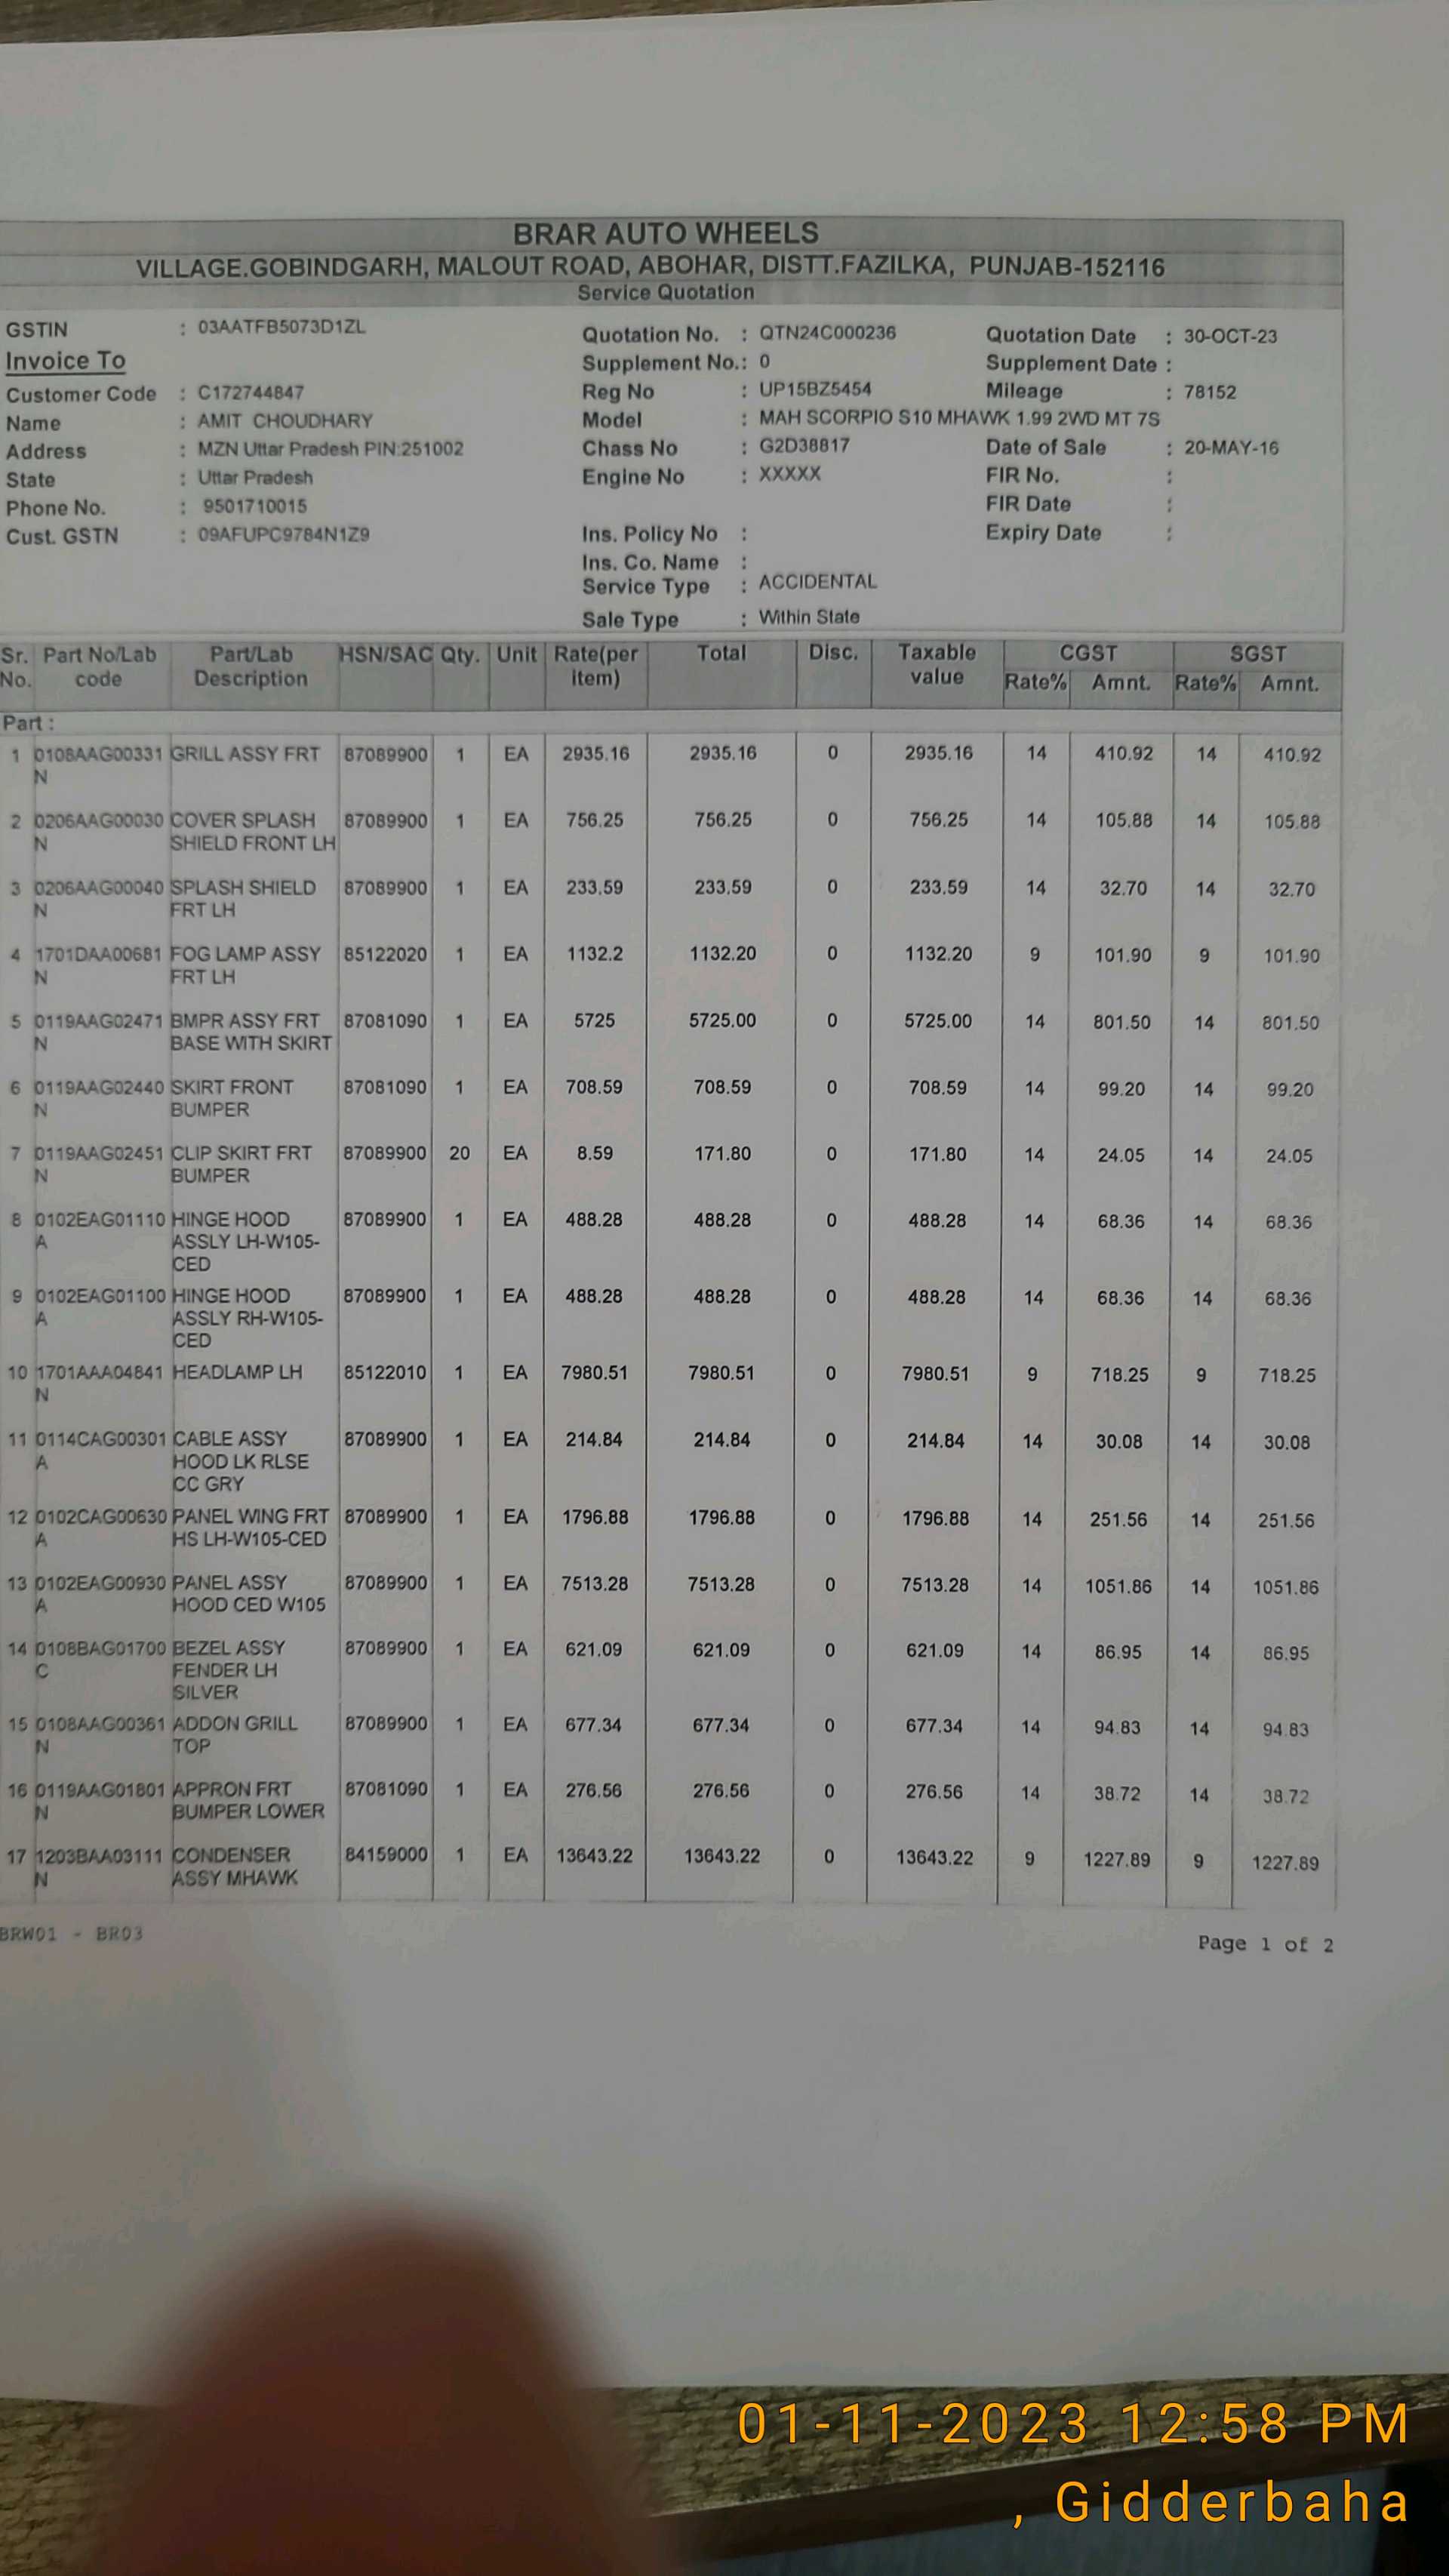 BRAR AUTO WHEELS
VILLAGE.GOBINDGARH, MALOUT ROAD, ABOHAR, DISTT.FAZILKA, PUNJAB-152116
Service Quotation
GSTIN : 03AATFB5073D1ZL Quotation No. : QTN24C000236 Quotation Date : 30-OCT-23
Invoice To Supplement No.: 0 Supplement Date :
Customer Code : C172744847 Reg No : UP15BZ5454 Mileage : 78152
Name : AMIT CHOUDHARY Model : MAH SCORPIO S10 MHAWK 1.99 2WD MT 7S
Address : MZN Uttar Pradesh PIN:251002 Chass No : G2D38817 Date of Sale : 20-MAY-16
State : Uttar Pradesh Engine No : XXXXX FIR No. :
Phone No. : 9501710015 FIR Date :
Cust. GSTN : 09AFUPC9784N1Z9 Ins. Policy No : Expiry Date :
Ins. Co. Name :
Service Type : ACCIDENTAL
Sale Type : Within State
Sr. Part No/Lab Part/Lab HSN/SAC Qty. Unit Rate(per Total Disc. Taxable CGST SGST
No. code Description item) value Rate% Amnt. Rate% Amnt.
Part :
1 0108AAG00331 GRILL ASSY FRT 87089900 1 EA 2935.16 2935.16 0 2935.16 14 410.92 14 410.92
N
2 0206AAG00030 COVER SPLASH 87089900 1 EA 756.25 756.25 0 756.25 14 105.88 14 105.88
N SHIELD FRONT LH
3 0206AAG00040 SPLASH SHIELD 87089900 1 EA 233.59 233.59 0 233.59 14 32.70 14 32.70
N FRT LH
4 1701DAA00681 FOG LAMP ASSY 85122020 1 EA 1132.2 1132.20 0 1132.20 9 101.90 9 101.90
N FRT LH
5 0119AAG02471 BMPR ASSY FRT 87081090 1 EA 5725 5725.00 0 5725.00 14 801.50 14 801.50
N BASE WITH SKIRT
6 0119AAG02440 SKIRT FRONT 87081090 1 EA 708.59 708.59 0 708.59 14 99.20 14 99.20
N BUMPER
7 0119AAG02451 CLIP SKIRT FRT 87089900 20 EA 8.59 171.80 0 171.80 14 24.05 14 24.05
N BUMPER
8 0102EAG01110 HINGE HOOD 87089900 1 EA 488.28 488.28 0 488.28 14 68.36 14 68.36
A ASSLY LH-W105-
CED
9 0102EAG01100 HINGE HOOD 87089900 1 EA 488.28 488.28 0 488.28 14 68.36 14 68.36
A ASSLY RH-W105-
CED
10 1701AAA04841 HEADLAMP LH 85122010 1 EA 7980.51 7980.51 0 7980.51 9 718.25 9 718.25
N
11 0114CAG00301 CABLE ASSY 87089900 1 EA 214.84 214.84 0 214.84 14 30.08 14 30.08
A HOOD LK RLSE
CC GRY
12 0102CAG00630 PANEL WING FRT 87089900 1 EA 1796.88 1796.88 0 1796.88 14 251.56 14 251.56
A HS LH-W105-CED
13 0102EAG00930 PANEL ASSY 87089900 1 EA 7513.28 7513.28 0 7513.28 14 1051.86 14 1051.86
A HOOD CED W105
14 0108BAG01700 BEZEL ASSY 87089900 1 EA 621.09 621.09 0 621.09 14 86.95 14 86.95
C FENDER LH
SILVER
15 0108AAG00361 ADDON GRILL 87089900 1 EA 677.34 677.34 0 677.34 14 94.83 14 94.83
N TOP
16 0119AAG01801 APPRON FRT 87081090 1 EA 276.56 276.56 0 276.56 14 38.72 14 38.72
N BUMPER LOWER
17 1203BAA03111 CONDENSER 84159000 1 EA 13643.22 13643.22 0 13643.22 9 1227.89 9 1227.89
N ASSY MHAWK
BRW01 - BR03
Page 1 of 2
01-11-2023 12:58 PM
, Gidderbaha